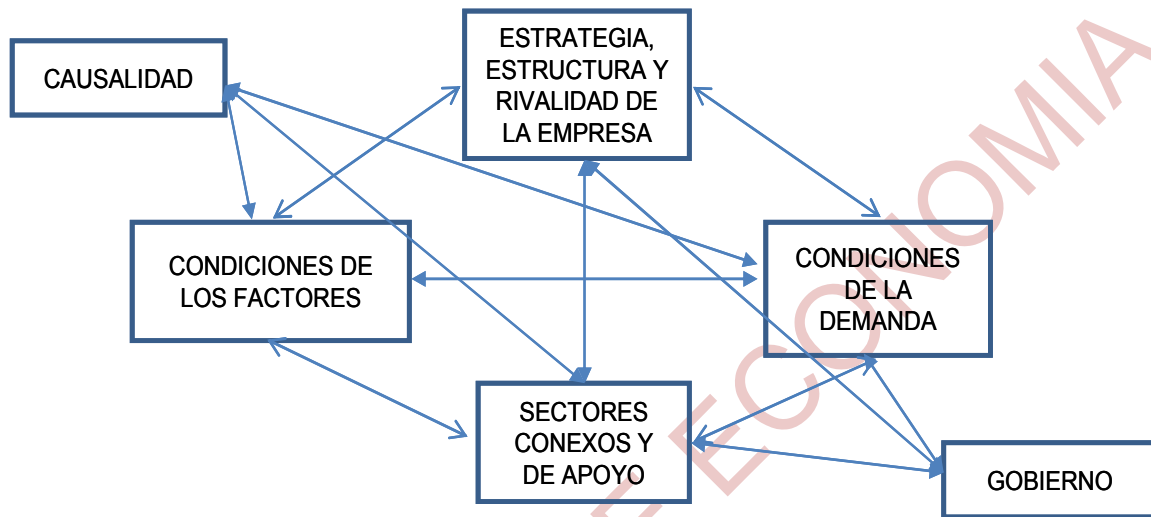 CAUSALIDAD
ESTRATEGIA,
ESTRUCTURA Y
RIVALIDAD DE
LA EMPRESA
CONDICIONES DE
LOS FACTORES
CONDICIONES
DE LA
DEMANDA
SECTORES
CONEXOS Y
DE APOYO
GOBIERNO
E ECONOMIA